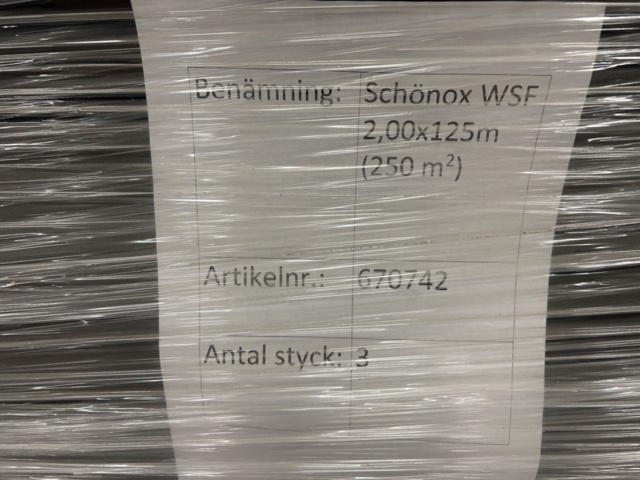 Benämning: Schönox WSF
2,00x125m
(250 m²)
Artikelnr.: 670742
Antal styck: 3